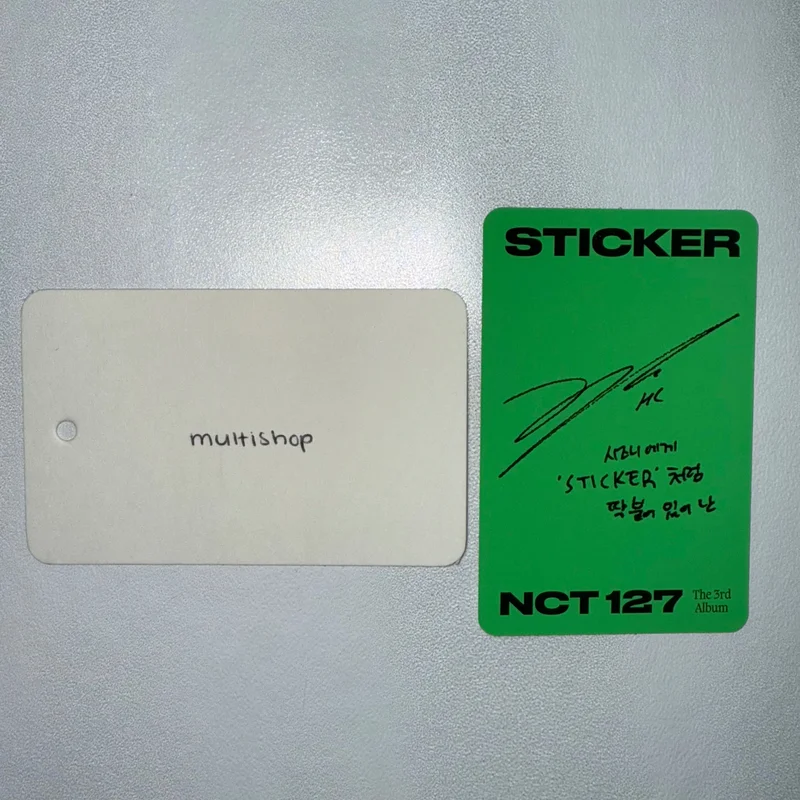 multishop
STICKER
HC
시즈니에게
'STICKER' 처럼
딱 붙어 있어 난
NCT 127 The 3rd
Album